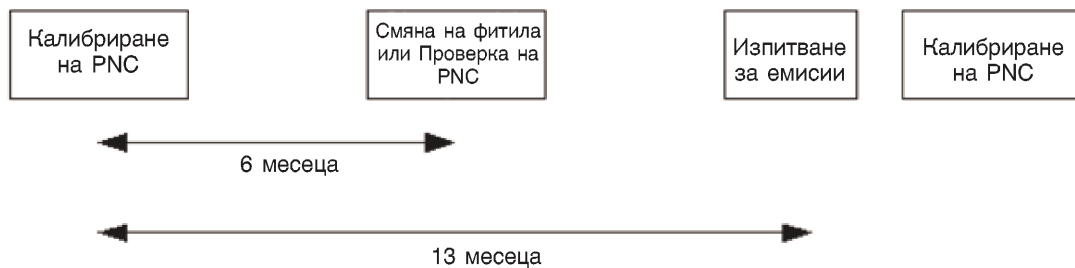 Калибриране
на PNC
Смяна на фитила
или Проверка на
PNC
Изпитване
за емисии
Калибриране
на PNC
6 месеца
13 месеца